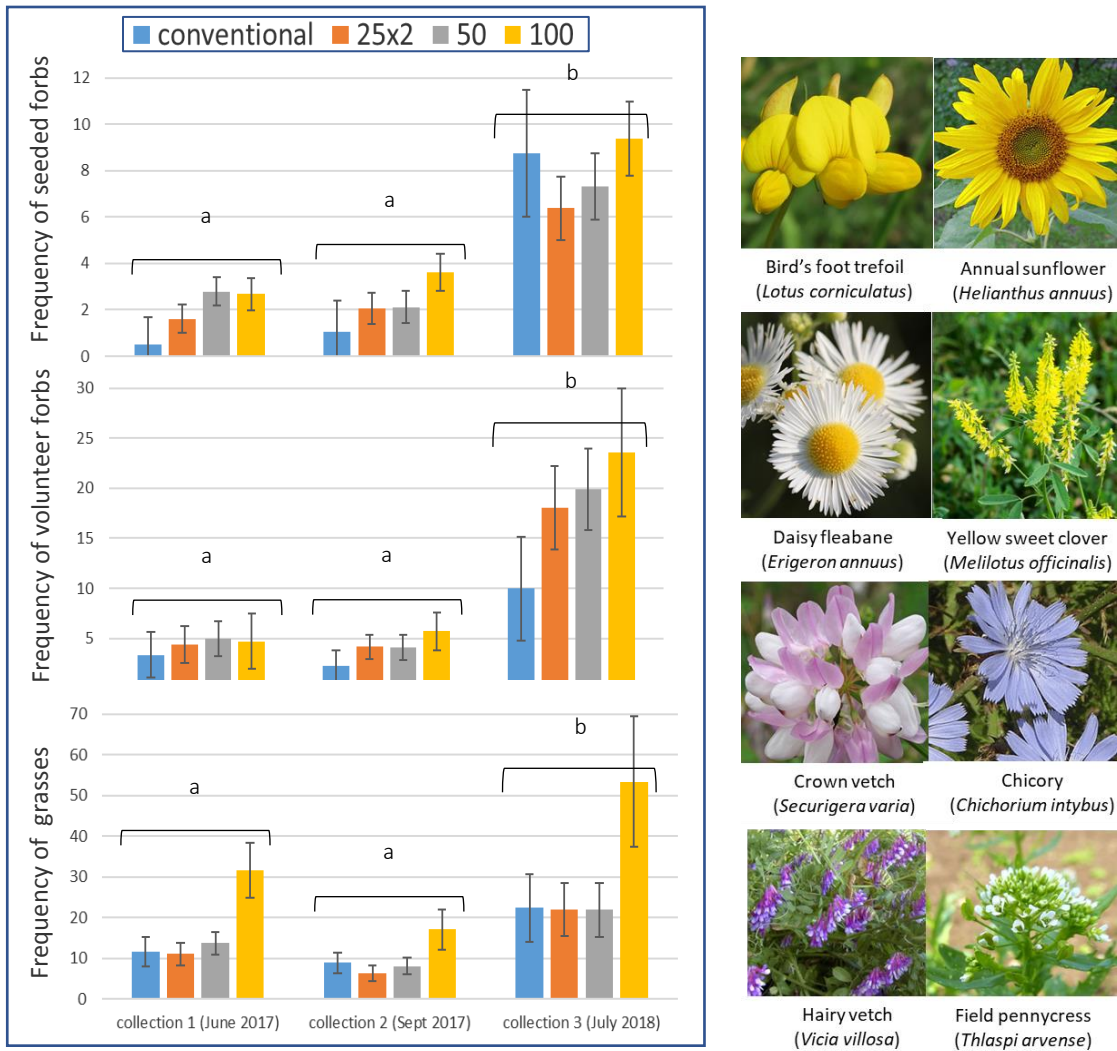 conventional 25x2 50 100
Frequency of seeded forbs
12
10
8
6
4
2
0
a
a
b
Frequency of volunteer forbs
30
25
20
15
10
5
a
a
b
Frequency of grasses
70
60
50
40
30
20
10
0
a
a
b
collection 1 (June 2017) collection 2 (Sept 2017) collection 3 (July 2018)
Bird's foot trefoil
(Lotus corniculatus)
Annual sunflower
(Helianthus annuus)
Daisy fleabane
(Erigeron annuus)
Yellow sweet clover
(Melilotus officinalis)
Crown vetch
(Securigera varia)
Chicory
(Chichorium intybus)
Hairy vetch
(Vicia villosa)
Field pennycress
(Thlaspi arvense)